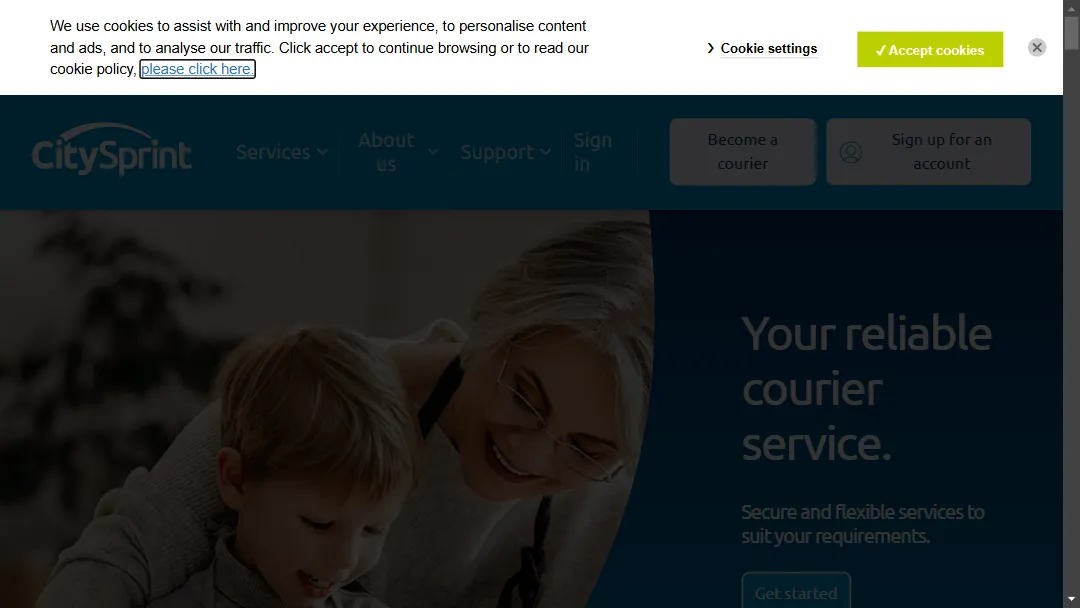 We use cookies to assist with and improve your experience, to personalise content
and ads, and to analyse our traffic. Click accept to continue browsing or to read our
cookie policy, please click here.
Cookie settings
✓Accept cookies
CitySprint
Services
About
us
Support
Sign
in
Become a
courier
Sign up for an
account
Your reliable
courier
service.
Secure and flexible services to
suit your requirements.
Get started